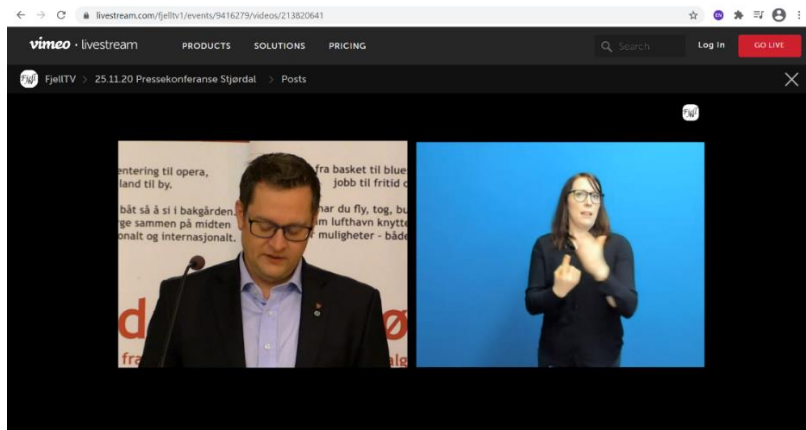 livestream.com/fjelltv1/events/9416279/videos/213820641
vimeo · livestream
PRODUCTS
SOLUTIONS
PRICING
Search
Log In
GO LIVE
FjellTV > 25.11.20 Pressekonferanse Stjørdal > Posts
entering til opera,
land til by.
båt så å si i bakgården.
ge sammen på midten
onalt og internasjonalt.
fra basket til blue
jobb til fritid
har du fly, tog, bu
m lufthavn knytte
muligheter - både
d
fra
ø
alg